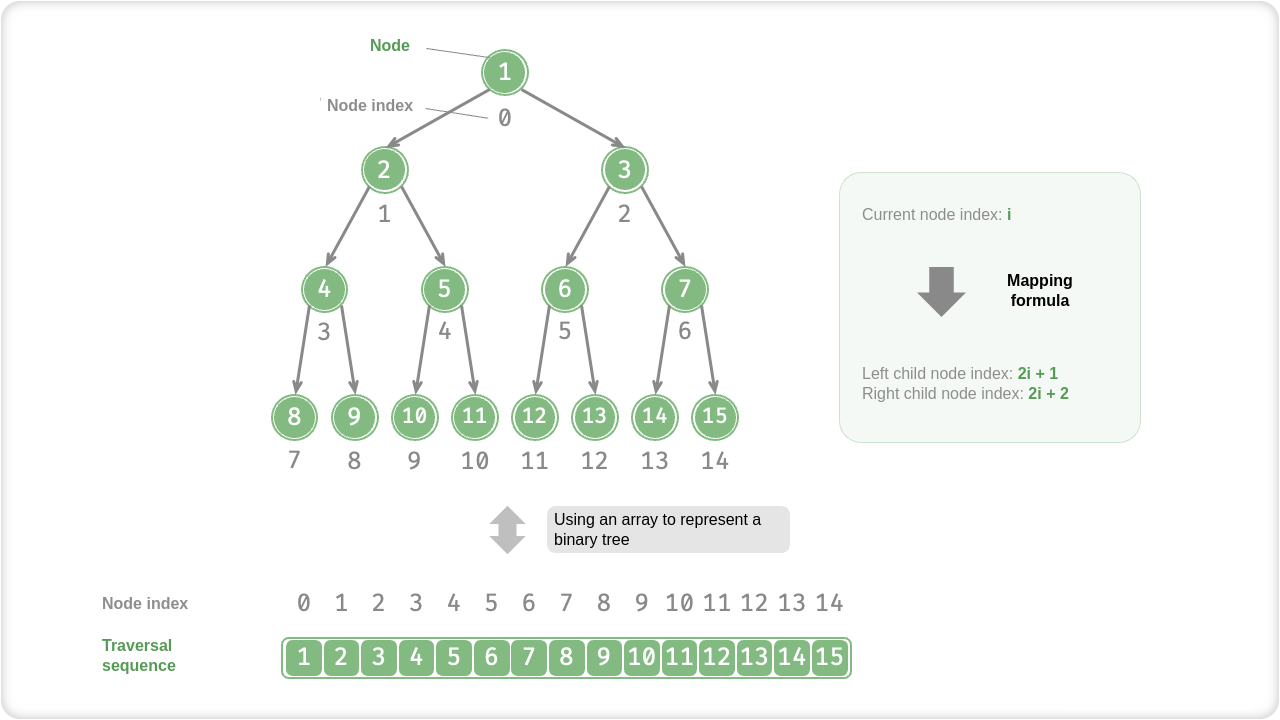 Node
1
Node index
0
2 3
1 2
Current node index: i
4 5 6 7
3 4 5 6
Mapping
formula
Left child node index: 2i + 1
Right child node index: 2i + 2
8 9 10 11 12 13 14 15
7 8 9 10 11 12 13 14
Using an array to represent a
binary tree
Node index 0 1 2 3 4 5 6 7 8 9 10 11 12 13 14
Traversal
sequence
1 2 3 4 5 6 7 8 9 10 11 12 13 14 15